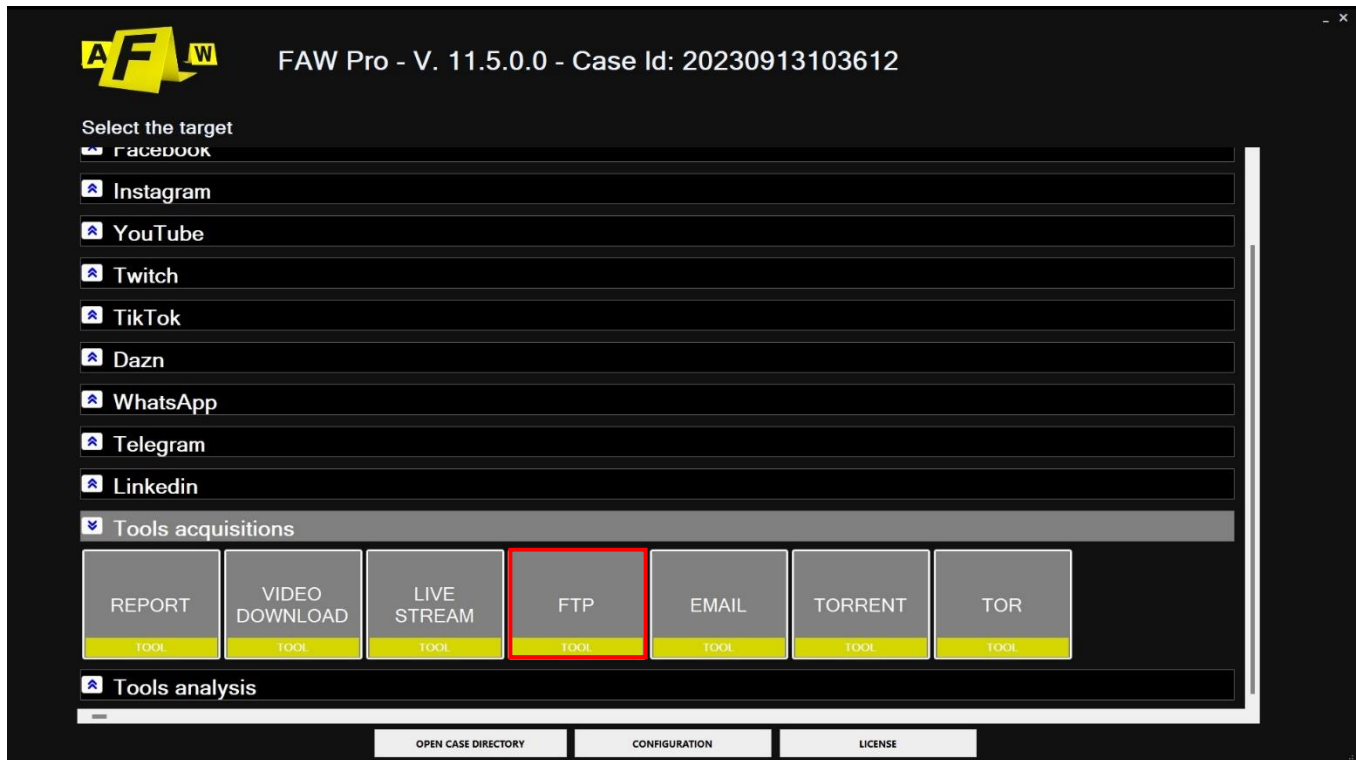 AFW
FAW Pro - V. 11.5.0.0 - Case Id: 20230913103612
Select the target
Facebook
Instagram
YouTube
Twitch
TikTok
Dazn
WhatsApp
Telegram
Linkedin
Tools acquisitions
REPORT
TOOL
VIDEO
DOWNLOAD
TOOL
LIVE
STREAM
TOOL
FTP
TOOL
EMAIL
TOOL
TORRENT
TOOL
TOR
TOOL
Tools analysis
OPEN CASE DIRECTORY
CONFIGURATION
LICENSE